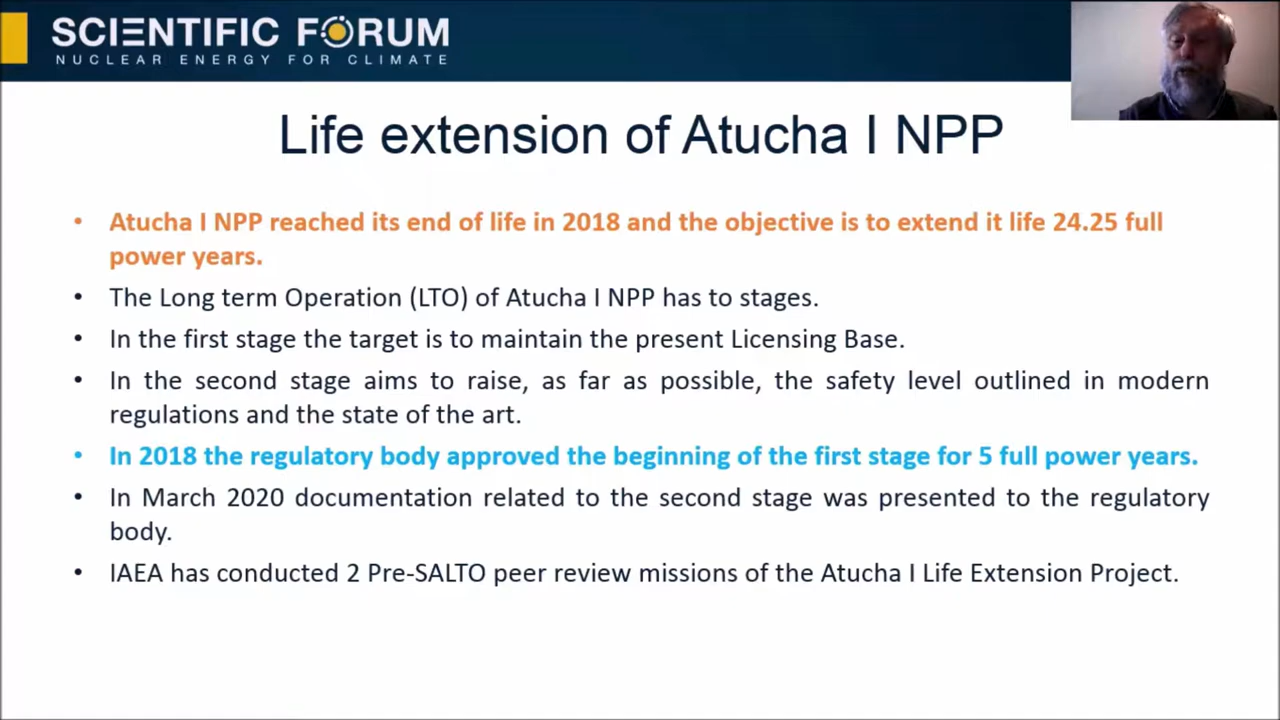 SCIENTIFIC FORUM
NUCLEAR ENERGY FOR CLIMATE
Life extension of Atucha I NPP
• Atucha I NPP reached its end of life in 2018 and the objective is to extend it life 24.25 full
power years.
• The Long term Operation (LTO) of Atucha I NPP has to stages.
• In the first stage the target is to maintain the present Licensing Base.
• In the second stage aims to raise, as far as possible, the safety level outlined in modern
regulations and the state of the art.
• In 2018 the regulatory body approved the beginning of the first stage for 5 full power years.
• In March 2020 documentation related to the second stage was presented to the regulatory
body.
• IAEA has conducted 2 Pre-SALTO peer review missions of the Atucha I Life Extension Project.